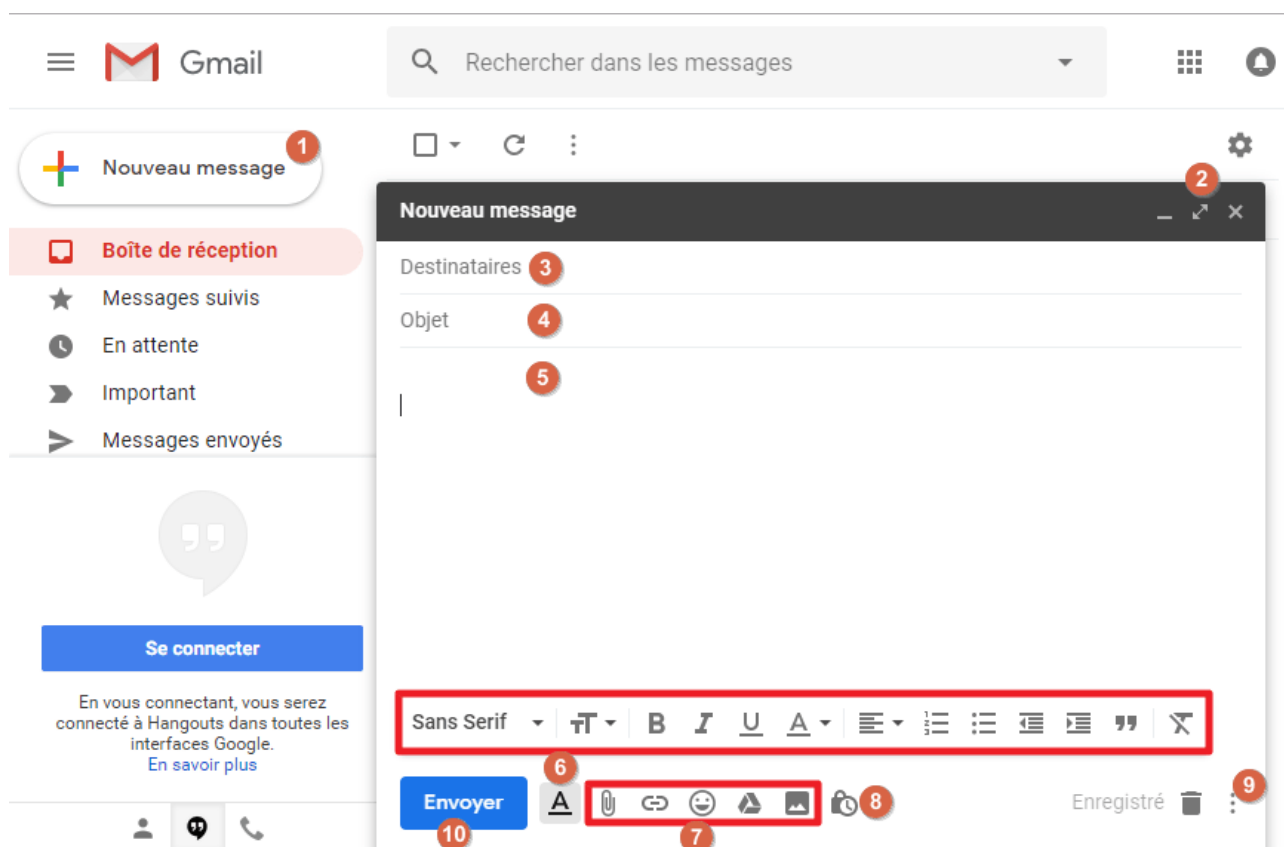 Gmail
Rechercher dans les messages
1
Nouveau message
2
Nouveau message
Boîte de réception
Destinataires 3
Messages suivis
Objet 4
En attente
5
Important
Messages envoyés
Se connecter
En vous connectant, vous serez
connecté à Hangouts dans toutes les
interfaces Google.
En savoir plus
Sans Serif
6
Envoyer
7
8
Enregistré
9
10